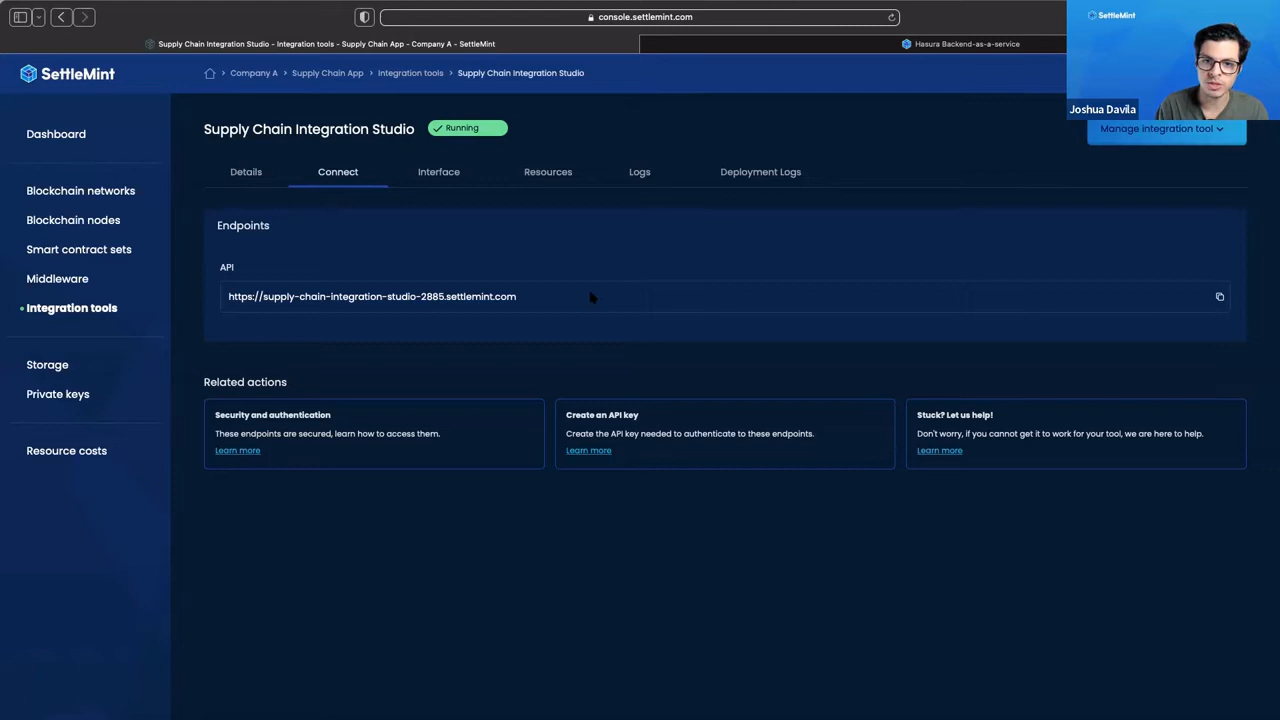 console.settlemint.com
SettleMint
Supply Chain Integration Studio - Integration tools - Supply Chain App - Company A - SettleMint
Hasura Backend-as-a-service
SettleMint
Company A > Supply Chain App > Integration tools > Supply Chain Integration Studio
Joshua Davila
Supply Chain Integration Studio
Running
Manage integration tool
Dashboard
Blockchain networks
Blockchain nodes
Smart contract sets
Middleware
Integration tools
Storage
Private keys
Resource costs
Details
Connect
Interface
Resources
Logs
Deployment Logs
Endpoints
API
https://supply-chain-integration-studio-2885.settlemint.com
Related actions
Security and authentication
These endpoints are secured, learn how to access them.
Learn more
Create an API key
Create the API key needed to authenticate to these endpoints.
Learn more
Stuck? Let us help!
Don't worry, if you cannot get it to work for your tool, we are here to help.
Learn more